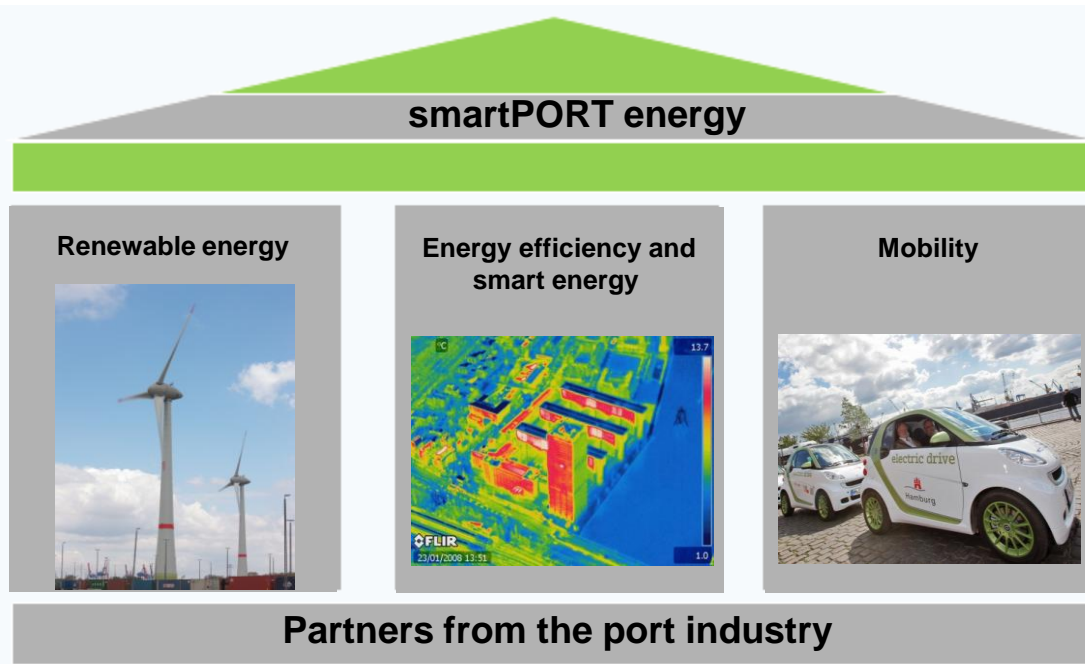 smartPORT energy
Renewable energy
Energy efficiency and
smart energy
Mobility
°C
13.7
electric drive
Hamburg
FLIR
23/01/2008 13:51
1.0
Partners from the port industry